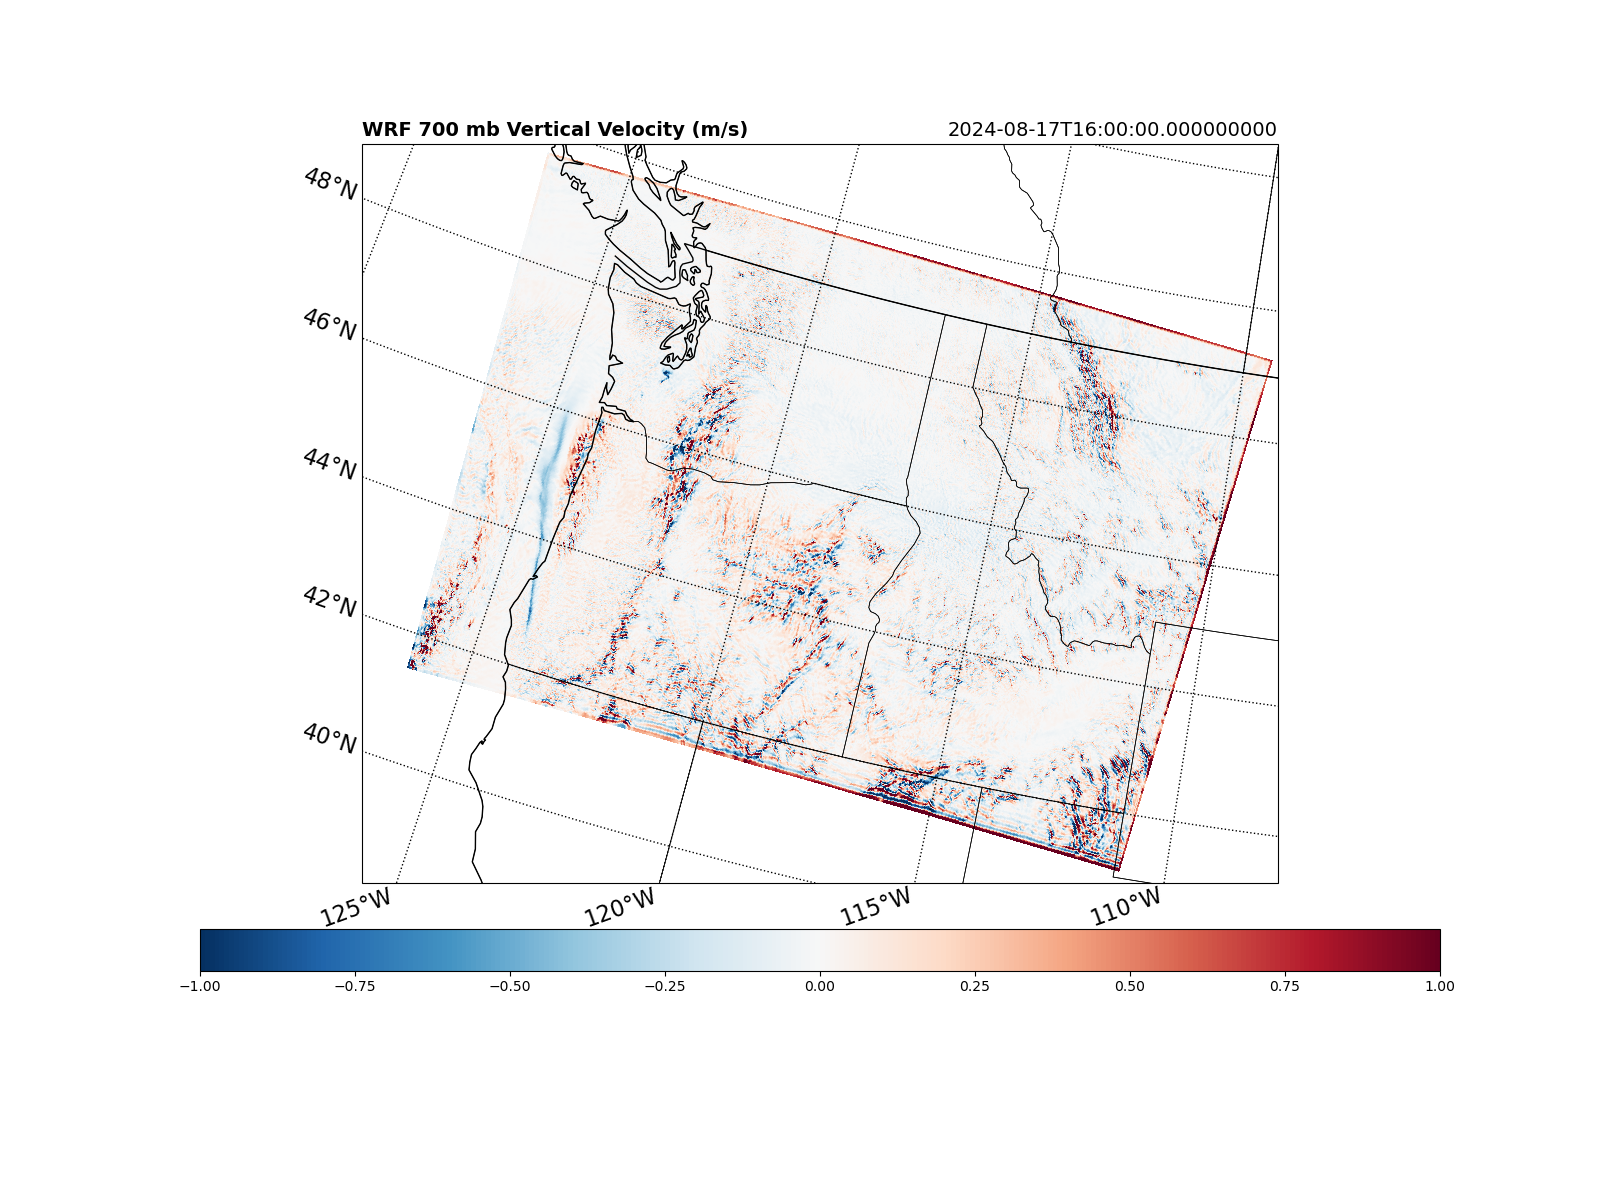 WRF 700 mb Vertical Velocity (m/s)
2024-08-17T16:00:00.000000000
48°N
46°N
44°N
42°N
40°N
125°W
120°W
115°W
110°W
−1.00
−0.75
−0.50
−0.25
0.00
0.25
0.50
0.75
1.00